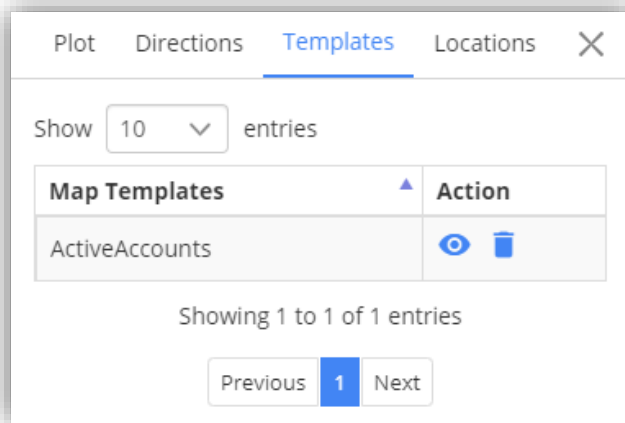 Plot Directions Templates Locations
Show 10 entries
Map Templates Action
ActiveAccounts
Showing 1 to 1 of 1 entries
Previous 1 Next